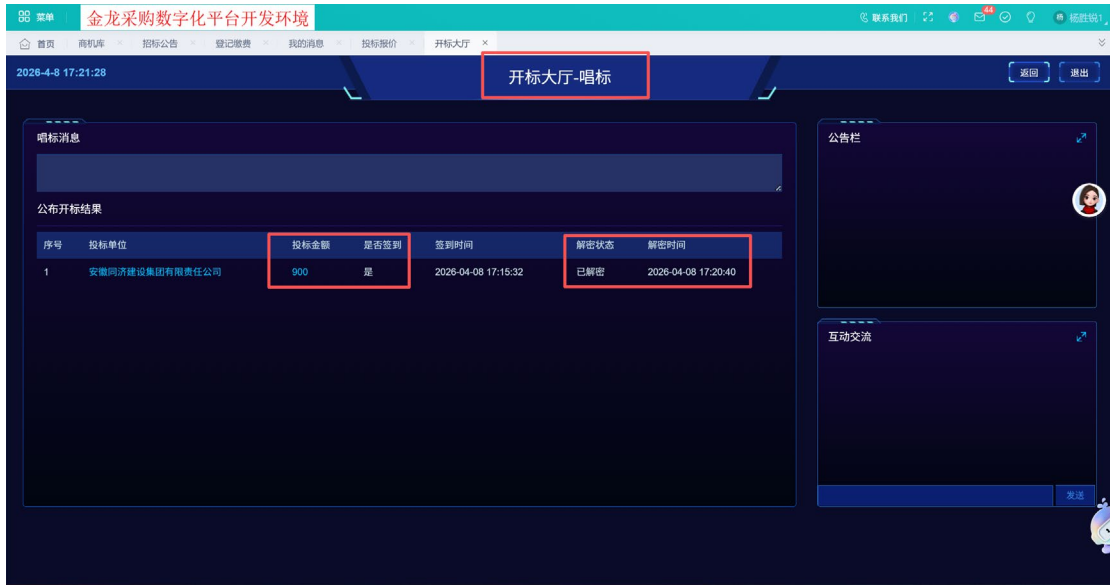 菜单 金龙采购数字化平台开发环境 联系我们 44 杨 杨胜锐1
首页 商机库 × 招标公告 × 登记缴费 × 我的消息 × 投标报价 × 开标大厅 ×
2026-4-8 17:21:28 开标大厅-唱标 返回 退出
唱标消息
公布开标结果
序号 投标单位 投标金额 是否签到 签到时间 解密状态 解密时间
1 安徽同济建设集团有限责任公司 900 是 2026-04-08 17:15:32 已解密 2026-04-08 17:20:40
公告栏
互动交流
发送